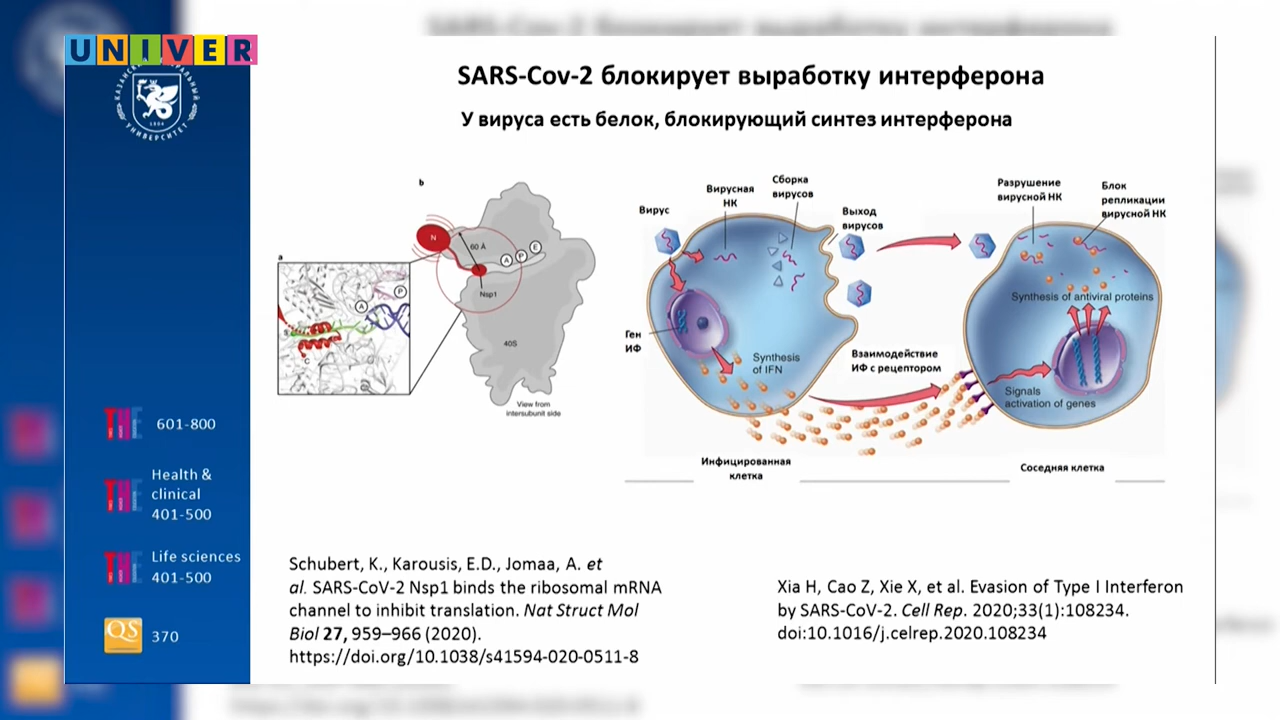 UNIVER
КАЗАНСКИЙ ФЕДЕРАЛЬНЫЙ УНИВЕРСИТЕТ
1804
SARS-Cov-2 блокирует выработку интерферона
У вируса есть белок, блокирующий синтез интерферона
601-800
Health &
clinical
401-500
Life sciences
401-500
QS
370
b
N
60 Å
A
P
E
Nsp1
40S
View from
intersubunit side
a
A
P
C
Вирус
Вирусная
НК
Сборка
вирусов
Выход
вирусов
Ген
ИФ
Synthesis
of IFN
Взаимодействие
ИФ с рецептором
Инфицированная
клетка
Разрушение
вирусной НК
Блок
репликации
вирусной НК
Synthesis of antiviral proteins
Signals
activation of genes
Соседняя клетка
Schubert, K., Karousis, E.D., Jomaa, A. et
al. SARS-CoV-2 Nsp1 binds the ribosomal mRNA
channel to inhibit translation. Nat Struct Mol
Biol 27, 959–966 (2020).
https://doi.org/10.1038/s41594-020-0511-8
Xia H, Cao Z, Xie X, et al. Evasion of Type I Interferon
by SARS-CoV-2. Cell Rep. 2020;33(1):108234.
doi:10.1016/j.celrep.2020.108234